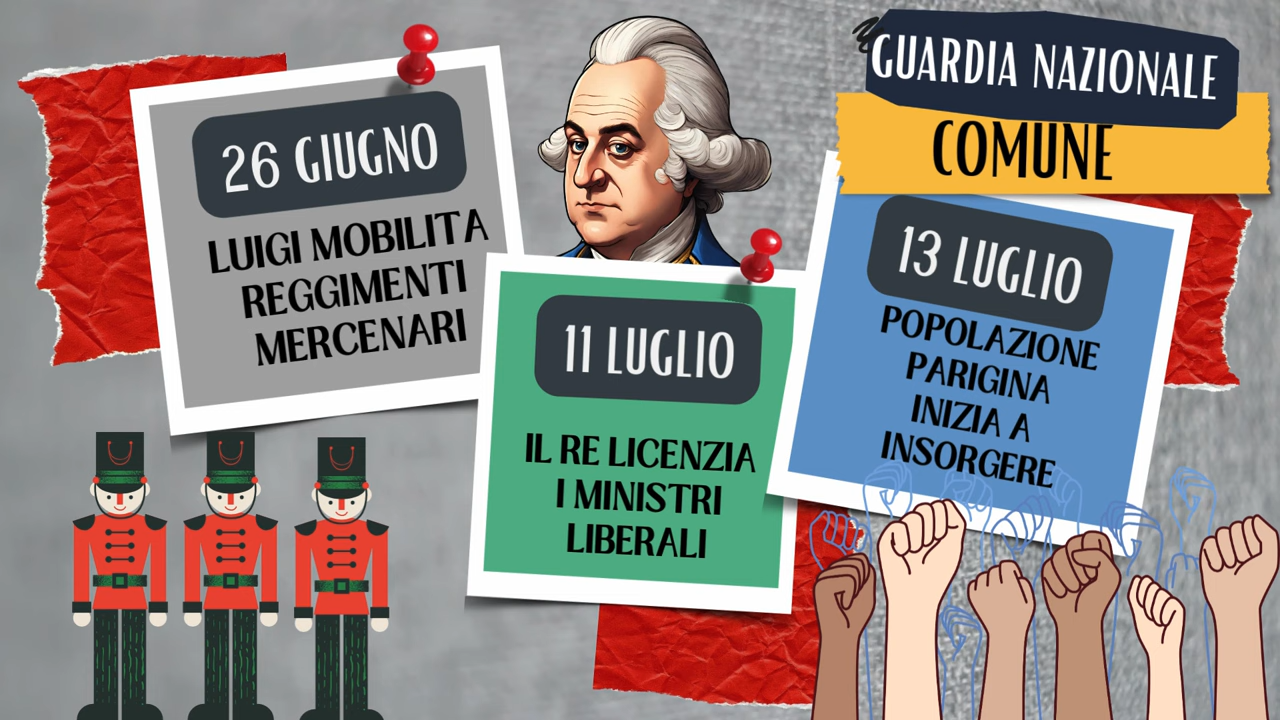 26 GIUGNO
LUIGI MOBILITA
REGGIMENTI
MERCENARI
11 LUGLIO
IL RE LICENZIA
I MINISTRI
LIBERALI
GUARDIA NAZIONALE
COMUNE
13 LUGLIO
POPOLAZIONE
PARIGINA
INIZIA A
INSORGERE